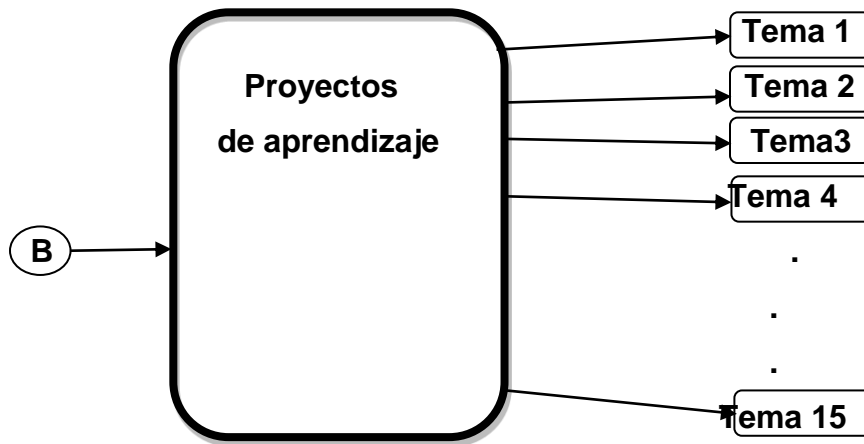 Proyectos
de aprendizaje
B
Tema 1
Tema 2
Tema3
Tema 4
.
.
.
Tema 15